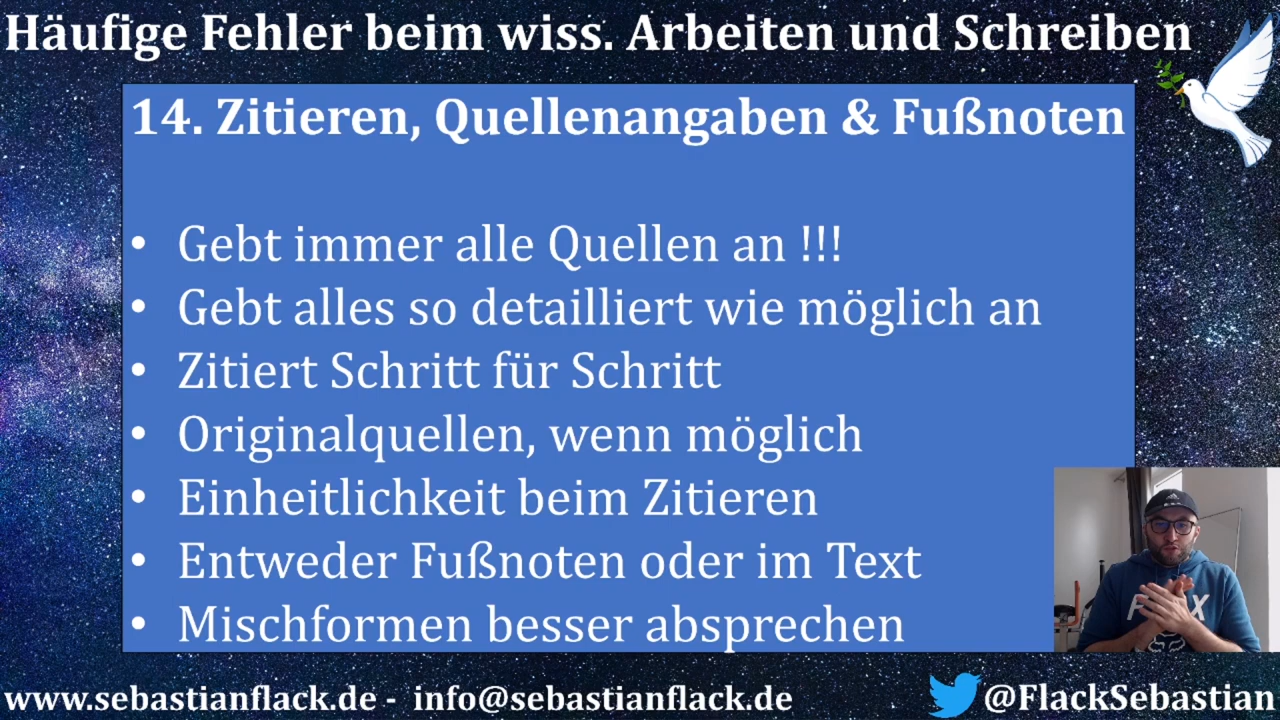 Häufige Fehler beim wiss. Arbeiten und Schreiben
14. Zitieren, Quellenangaben & Fußnoten
• Gebt immer alle Quellen an !!!
• Gebt alles so detailliert wie möglich an
• Zitiert Schritt für Schritt
• Originalquellen, wenn möglich
• Einheitlichkeit beim Zitieren
• Entweder Fußnoten oder im Text
• Mischformen besser absprechen
www.sebastianflack.de - info@sebastianflack.de
@FlackSebastian